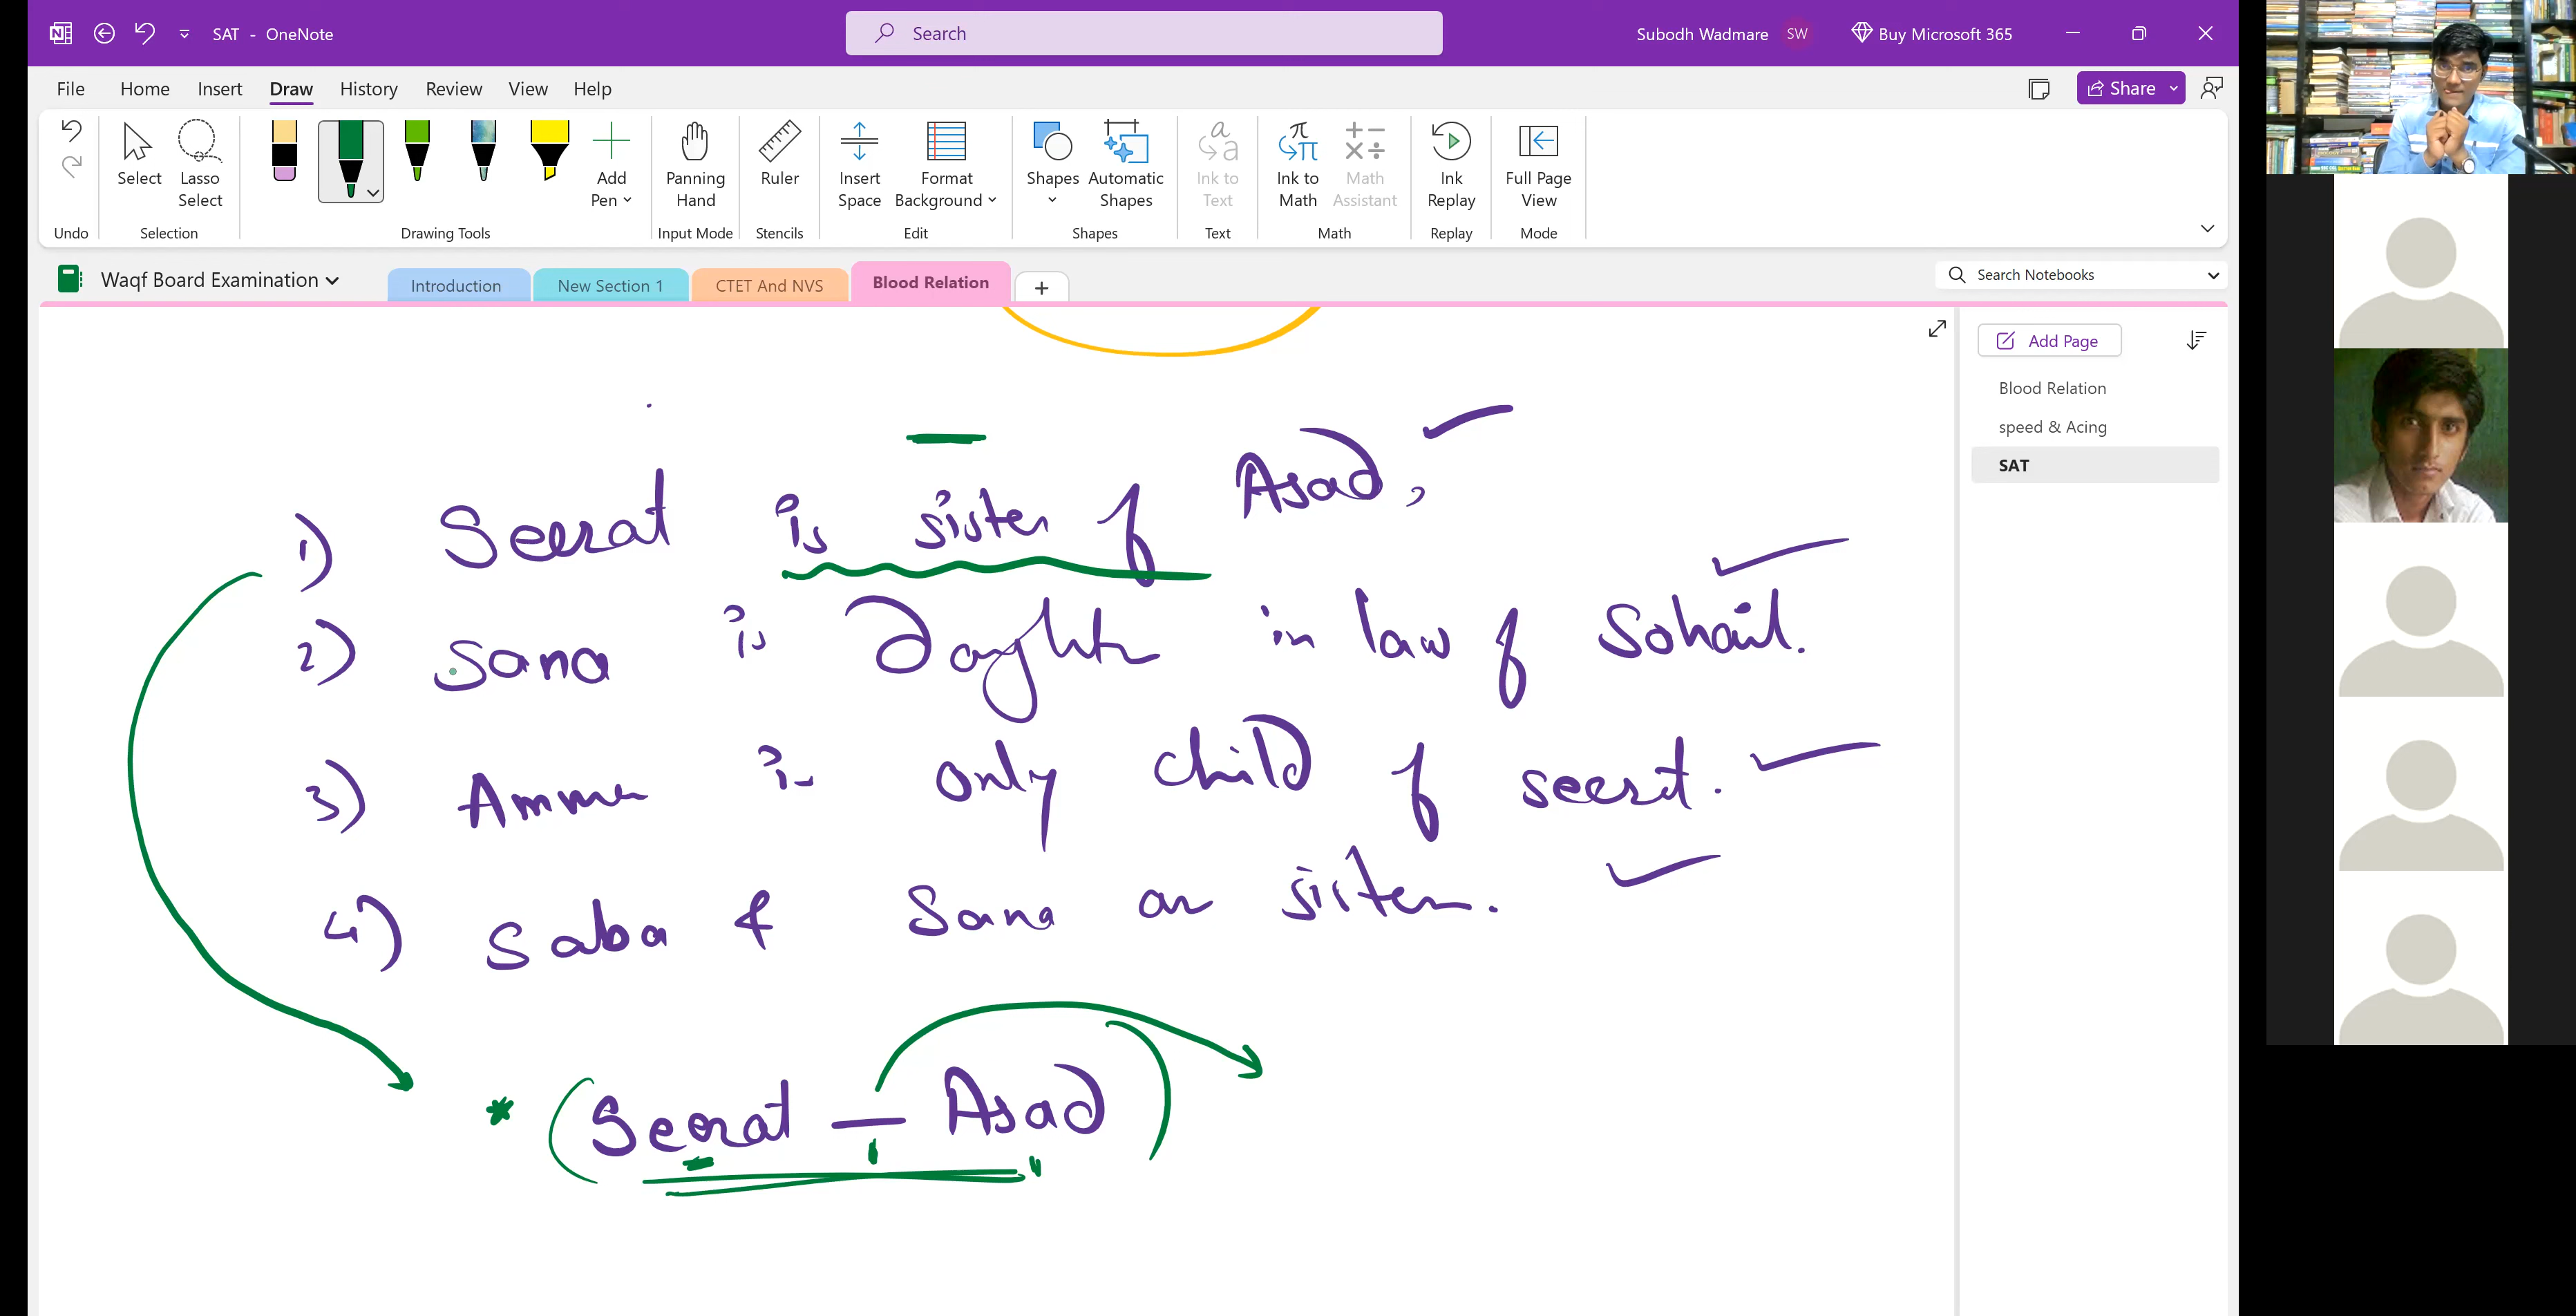 SAT - OneNote
Search
Subodh Wadmare SW
Buy Microsoft 365
File Home Insert Draw History Review View Help
Share
Select
Lasso Select
Add Pen
Panning Hand
Ruler
Insert Space
Format Background
Shapes
Automatic Shapes
Ink to Text
Ink to Math
Math Assistant
Ink Replay
Full Page View
Undo Selection Drawing Tools Input Mode Stencils Edit Shapes Text Math Replay Mode
Waqf Board Examination
Introduction New Section 1 CTET And NVS Blood Relation +
Search Notebooks
Add Page
Blood Relation
speed & Acing
SAT
1) Seerat is sister of Asad,
2) Sana is Daughter in law of Sohail.
3) Ammar is only child of seerat.
4) Saba & Sana are sister.
* (Seerat — Asad)